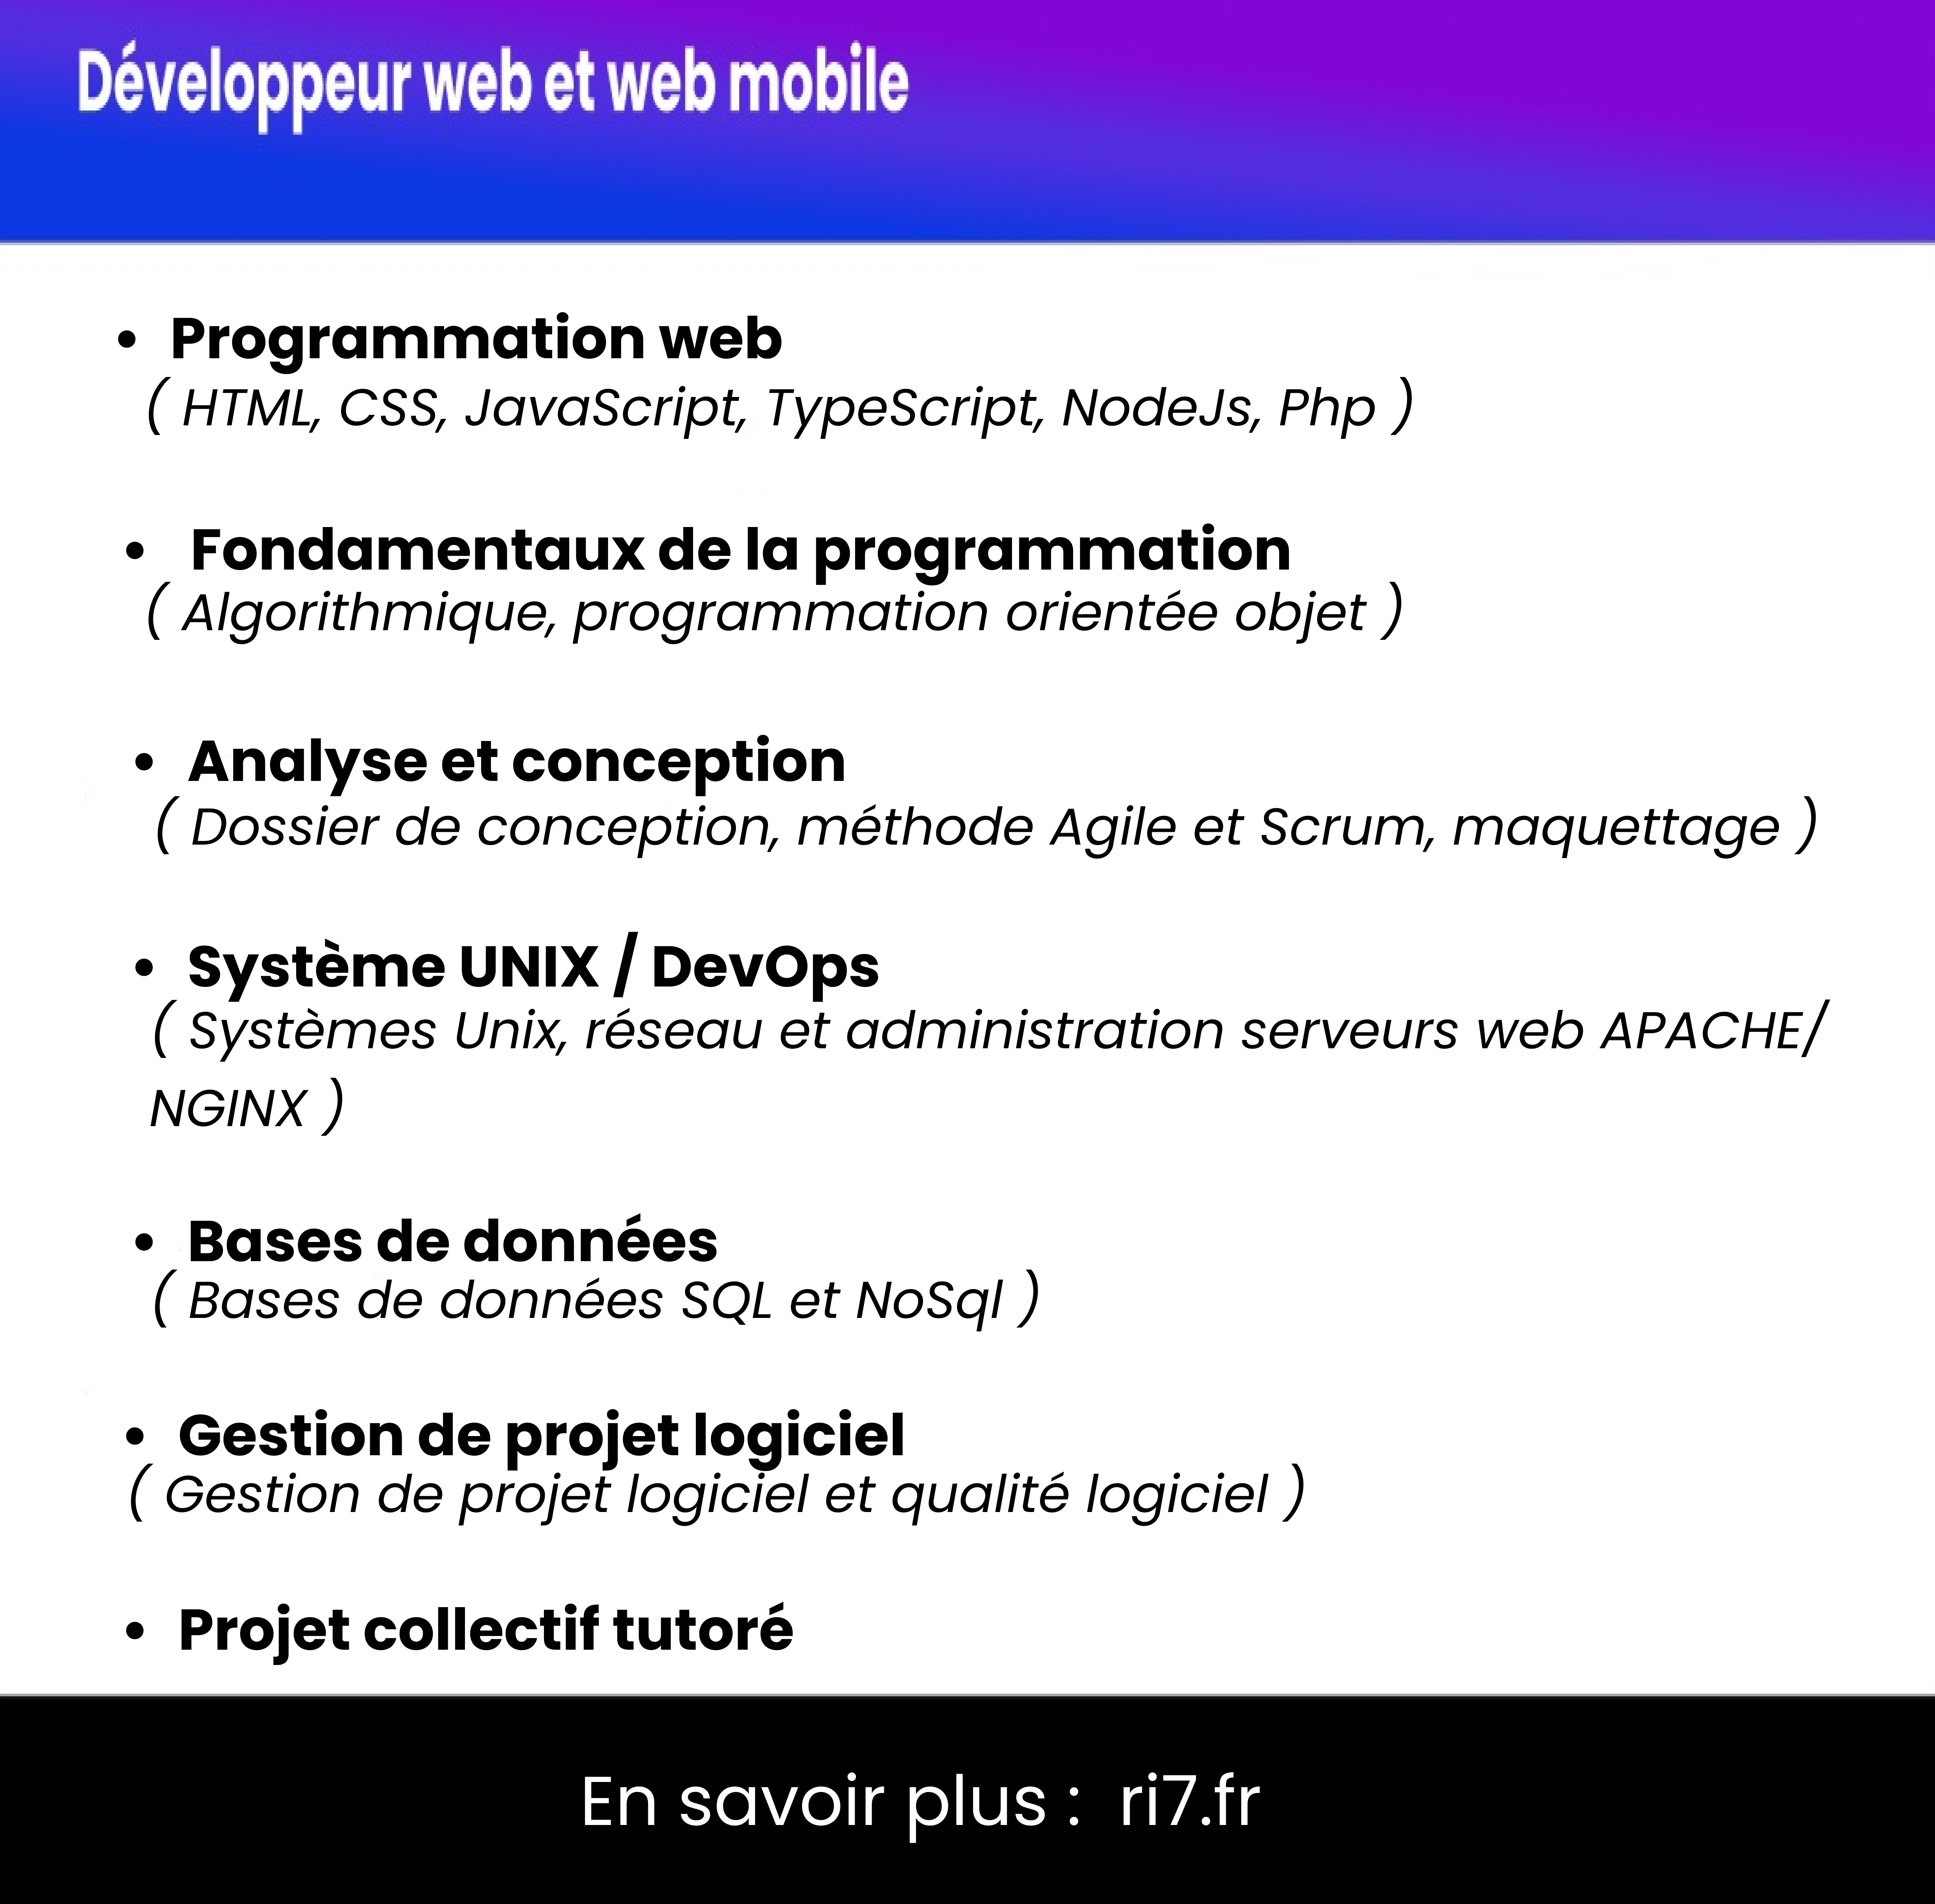 Développeur web et web mobile
• Programmation web
( HTML, CSS, JavaScript, TypeScript, NodeJs, Php )
• Fondamentaux de la programmation
( Algorithmique, programmation orientée objet )
• Analyse et conception
( Dossier de conception, méthode Agile et Scrum, maquettage )
• Système UNIX / DevOps
( Systèmes Unix, réseau et administration serveurs web APACHE/
NGINX )
• Bases de données
( Bases de données SQL et NoSql )
• Gestion de projet logiciel
( Gestion de projet logiciel et qualité logiciel )
• Projet collectif tutoré
En savoir plus : ri7.fr